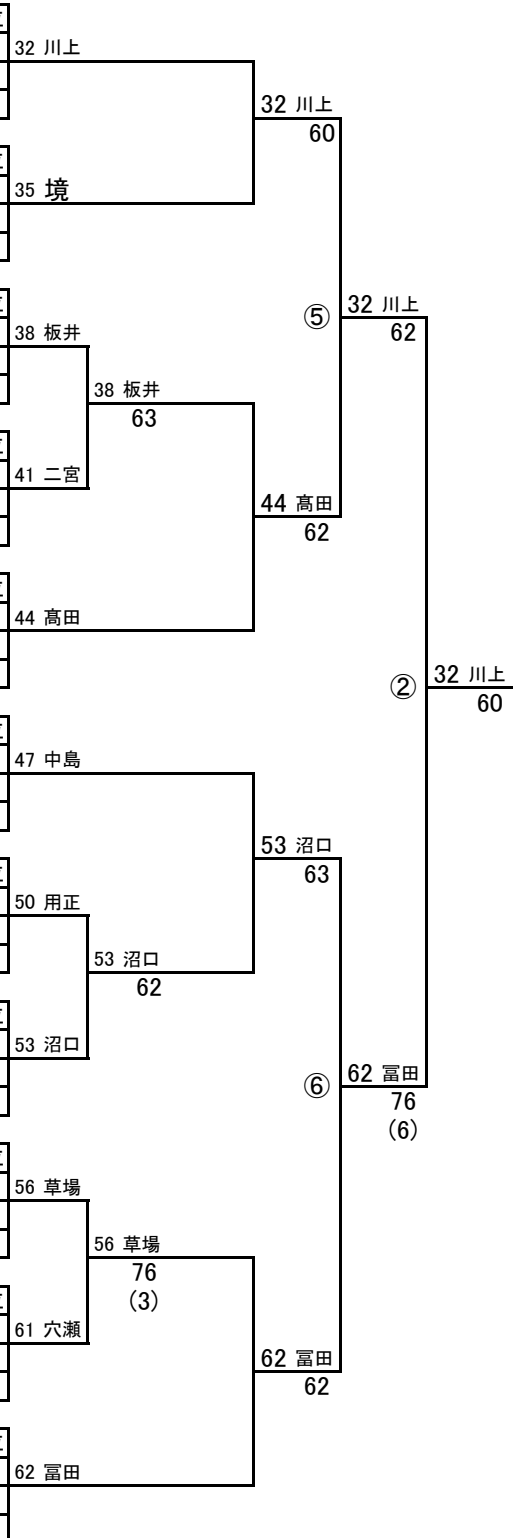 32 川上
32 川上
60
35 境
⑤
32 川上
62
38 板井
38 板井
63
41 二宮
44 髙田
62
44 髙田
②
32 川上
60
47 中島
53 沼口
63
50 用正
53 沼口
62
53 沼口
⑥
62 冨田
76
(6)
56 草場
56 草場
76
(3)
61 穴瀬
62 冨田
62
62 冨田